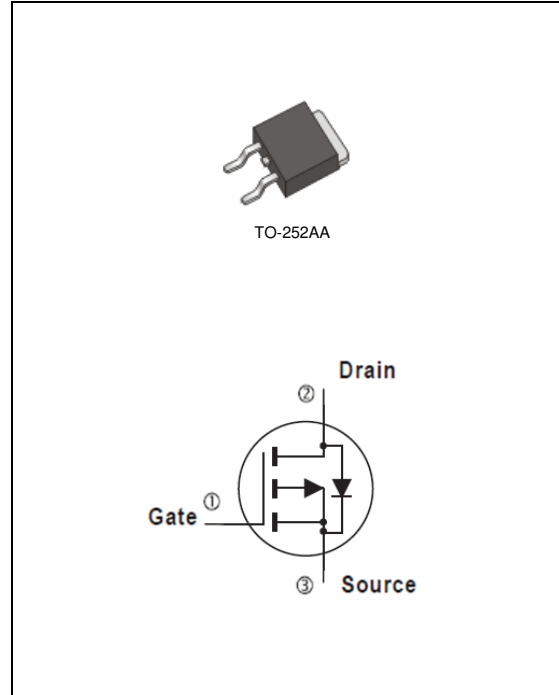 TO-252AA
Drain
②
①
Gate
③ Source